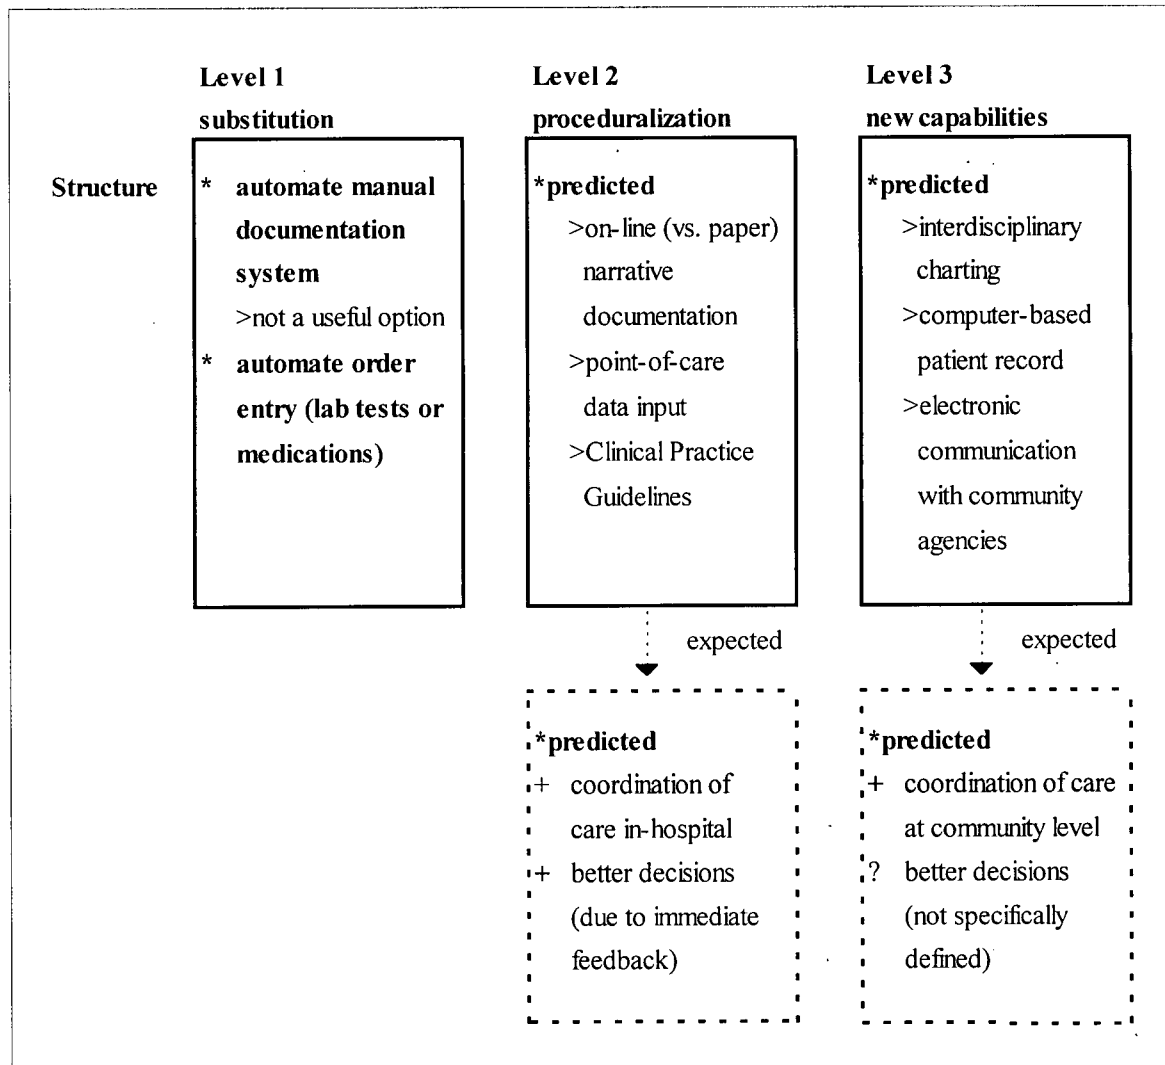 Level 1
substitution
Structure
* automate manual
documentation
system
>not a useful option
* automate order
entry (lab tests or
medications)
Level 2
proceduralization
*predicted
>on-line (vs. paper)
narrative
documentation
>point-of-care
data input
>Clinical Practice
Guidelines
expected
*predicted
+ coordination of
care in-hospital
+ better decisions
(due to immediate
feedback)
Level 3
new capabilities
*predicted
>interdisciplinary
charting
>computer-based
patient record
>electronic
communication
with community
agencies
expected
*predicted
+ coordination of care
at community level
? better decisions
(not specifically
defined)